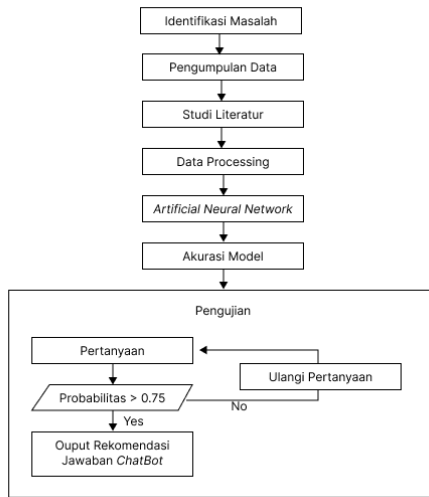 Identifikasi Masalah
Pengumpulan Data
Studi Literatur
Data Processing
Artificial Neural Network
Akurasi Model
Pengujian
Pertanyaan
Ulangi Pertanyaan
Probabilitas > 0.75
No
Yes
Ouput Rekomendasi
Jawaban ChatBot